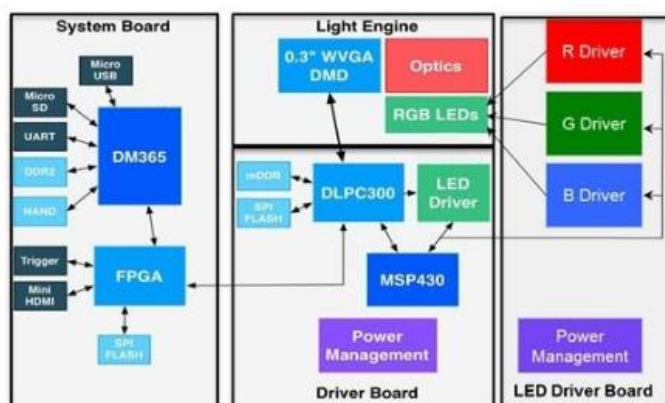 System Board
Micro
USB
Micro
SD
UART
DDR2
NAND
DM365
Trigger
Mini
HDMI
FPGA
SPI
FLASH
Light Engine
0.3" WVGA
DMD
Optics
RGB LEDs
mDDR
SPI
FLASH
DLPC300
LED
Driver
MSP430
Power
Management
Driver Board
R Driver
G Driver
B Driver
Power
Management
LED Driver Board